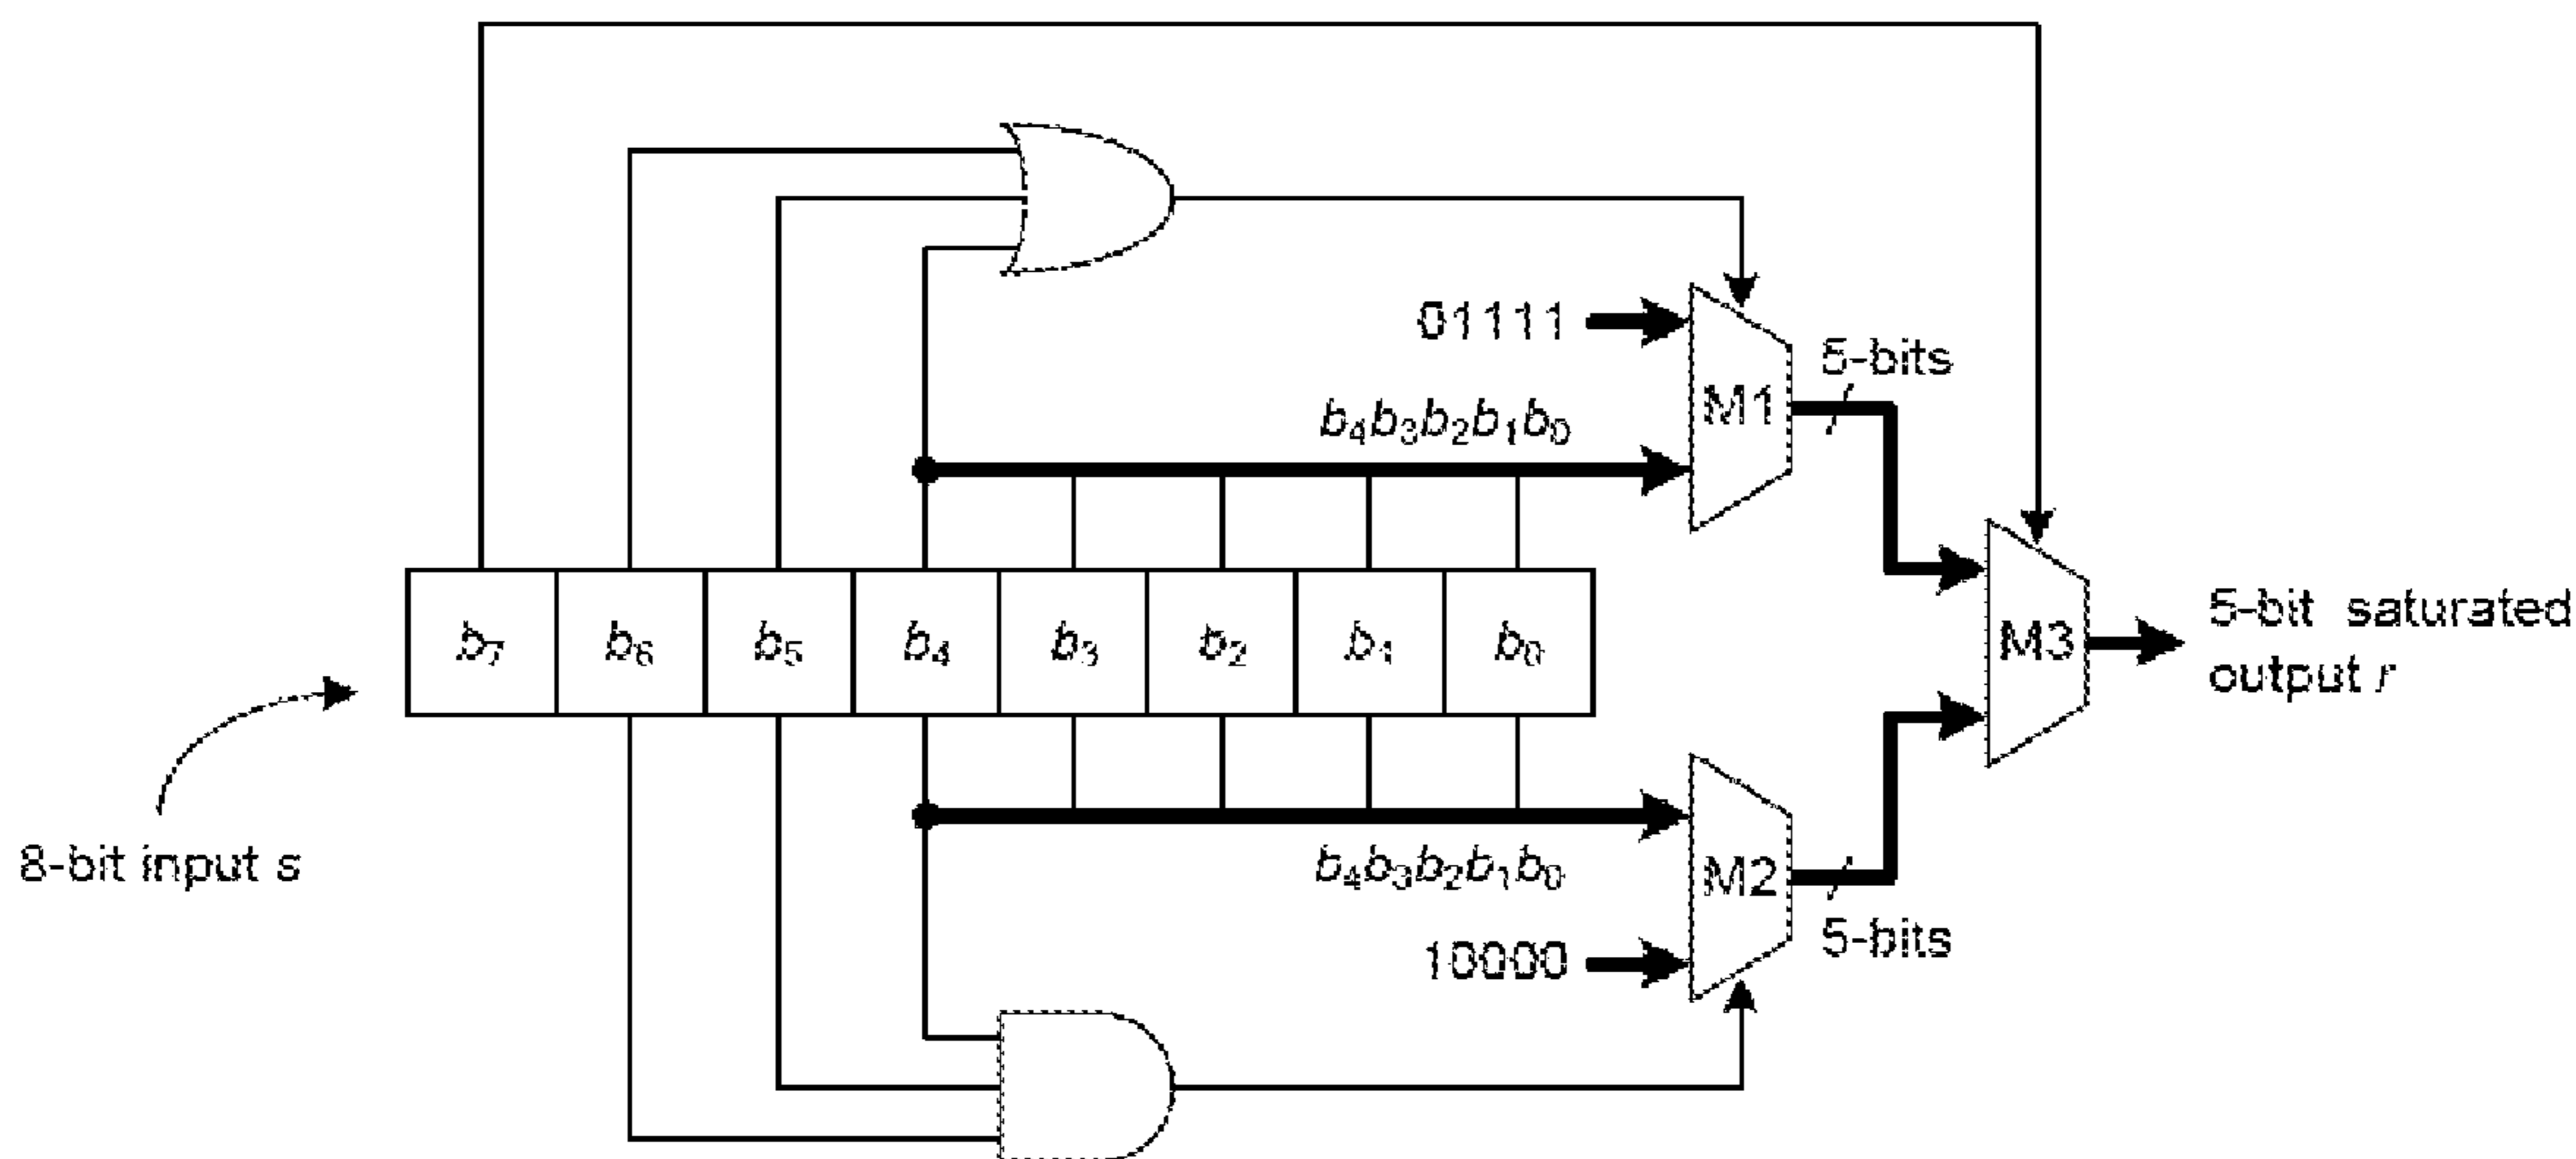 01111
5-bits
M1
b₄b₃b₂b₁b₀
b₇ b₆ b₅ b₄ b₃ b₂ b₁ b₀
M3
5-bit saturated
output r
8-bit input s
b₄b₃b₂b₁b₀
M2
10000
5-bits